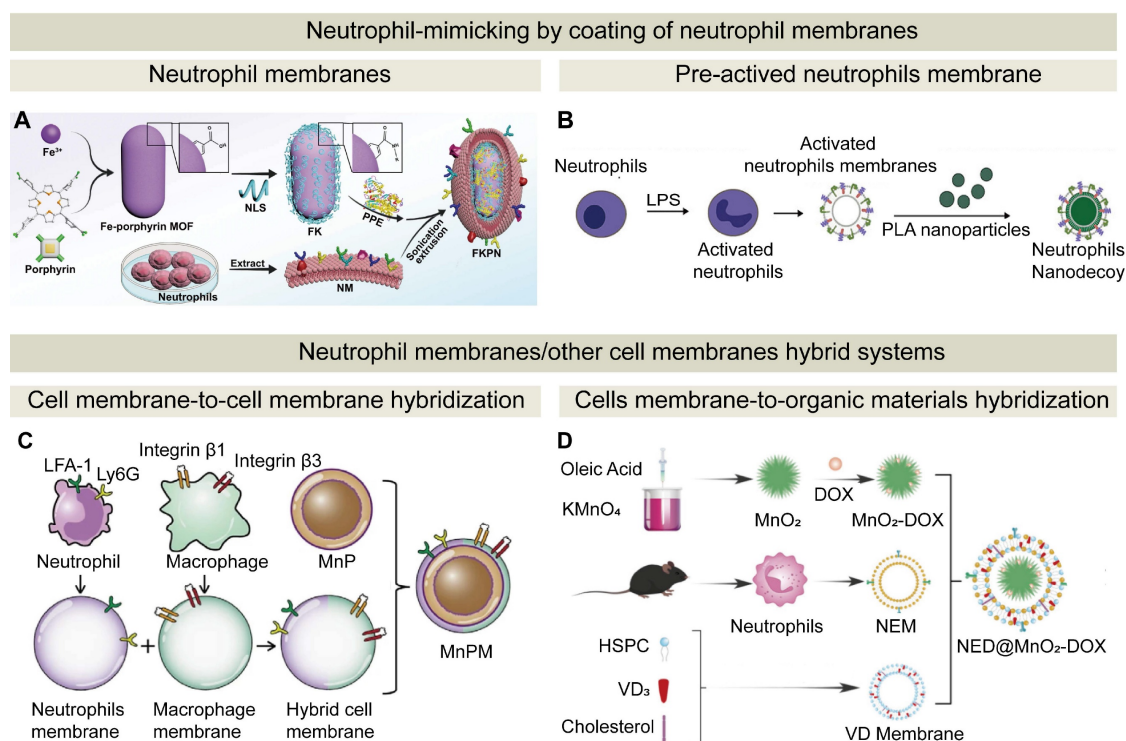 Neutrophil-mimicking by coating of neutrophil membranes
Neutrophil membranes
Pre-actived neutrophils membrane
A
Fe³⁺
Porphyrin
Fe-porphyrin MOF
NLS
FK
PPE
Sonication
extrusion
FKPN
Neutrophils
Extract
NM
B
Neutrophils
LPS
Activated
neutrophils
Activated
neutrophils membranes
PLA nanoparticles
Neutrophils
Nanodecoy
Neutrophil membranes/other cell membranes hybrid systems
Cell membrane-to-cell membrane hybridization
Cells membrane-to-organic materials hybridization
C
LFA-1
Ly6G
Integrin β1
Integrin β3
Neutrophil
Macrophage
MnP
+
Neutrophils
membrane
Macrophage
membrane
Hybrid cell
membrane
MnPM
D
Oleic Acid
KMnO₄
MnO₂
DOX
MnO₂-DOX
Neutrophils
NEM
HSPC
VD₃
Cholesterol
VD Membrane
NED@MnO₂-DOX